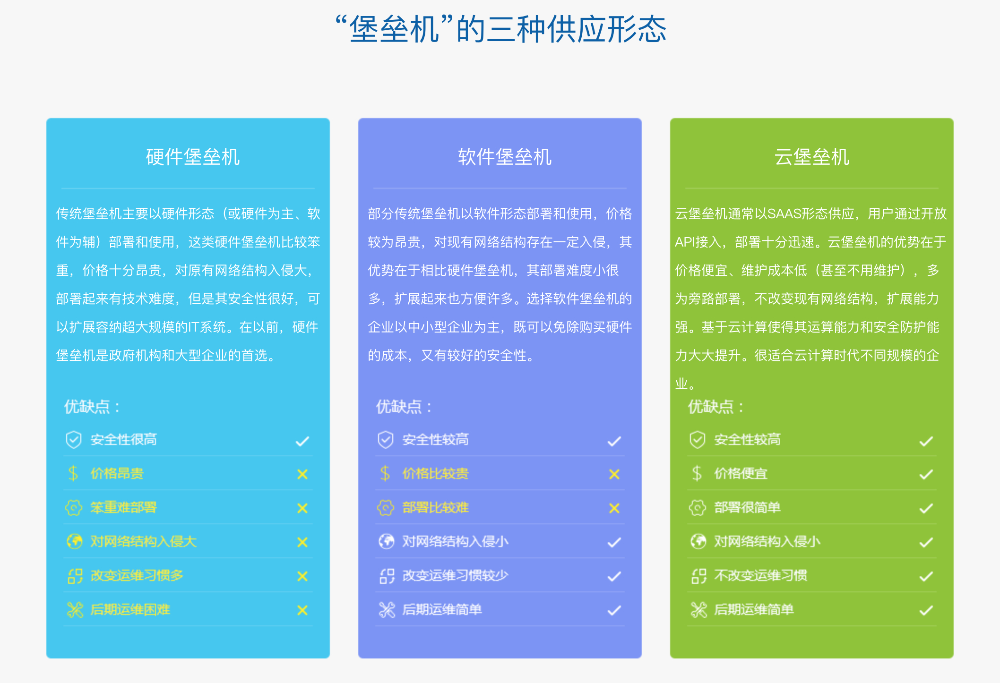 “堡垒机”的三种供应形态
硬件堡垒机
传统堡垒机主要以硬件形态（或硬件为主、软
件为辅）部署和使用，这类硬件堡垒机比较笨
重，价格十分昂贵，对原有网络结构入侵大，
部署起来有技术难度，但是其安全性很好，可
以扩展容纳超大规模的IT系统。在以前，硬件
堡垒机是政府机构和大型企业的首选。
优缺点：
安全性很高
价格昂贵
笨重难部署
对网络结构入侵大
改变运维习惯多
后期运维困难
软件堡垒机
部分传统堡垒机以软件形态部署和使用，价格
较为昂贵，对现有网络结构存在一定入侵，其
优势在于相比硬件堡垒机，其部署难度小很
多，扩展起来也方便许多。选择软件堡垒机的
企业以中小型企业为主，既可以免除购买硬件
的成本，又有较好的安全性。
优缺点：
安全性较高
价格比较贵
部署比较难
对网络结构入侵小
改变运维习惯较少
后期运维简单
云堡垒机
云堡垒机通常以SAAS形态供应，用户通过开放
API接入，部署十分迅速。云堡垒机的优势在于
价格便宜、维护成本低（甚至不用维护），多
为旁路部署，不改变现有网络结构，扩展能力
强。基于云计算使得其运算能力和安全防护能
力大大提升。很适合云计算时代不同规模的企
业。
优缺点：
安全性较高
价格便宜
部署很简单
对网络结构入侵小
不改变运维习惯
后期运维简单